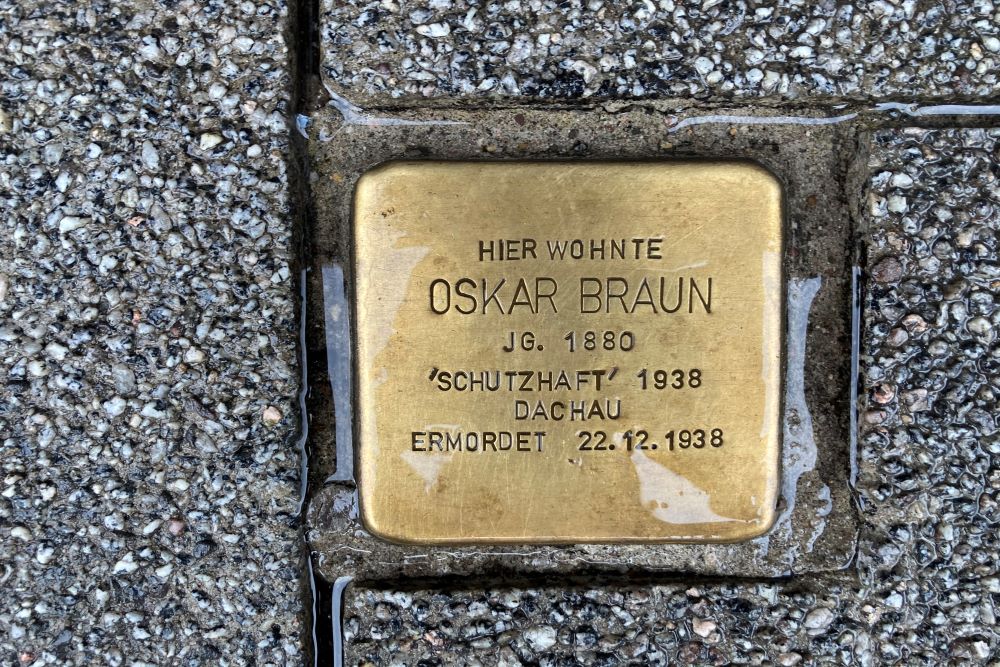 HIER WOHNTE
OSKAR BRAUN
JG. 1880
'SCHUTZHAFT' 1938
DACHAU
ERMORDET 22.12.1938